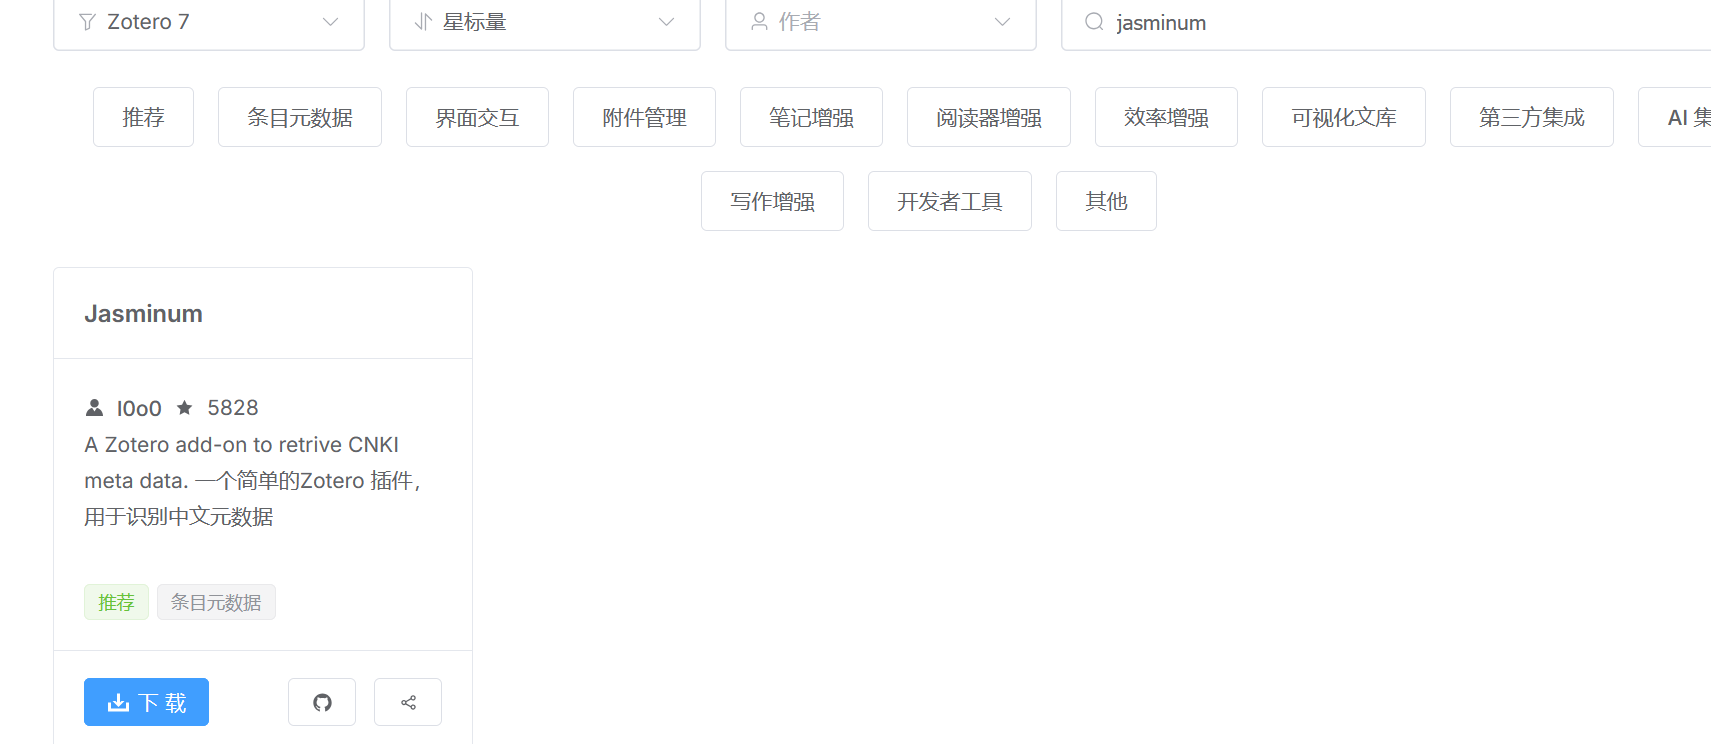 Zotero 7
星标量
作者
jasminum
推荐
条目元数据
界面交互
附件管理
笔记增强
阅读器增强
效率增强
可视化文库
第三方集成
AI 集
写作增强
开发者工具
其他
Jasminum
l0o0 5828
A Zotero add-on to retrive CNKI
meta data. 一个简单的Zotero 插件，
用于识别中文元数据
推荐
条目元数据
下载